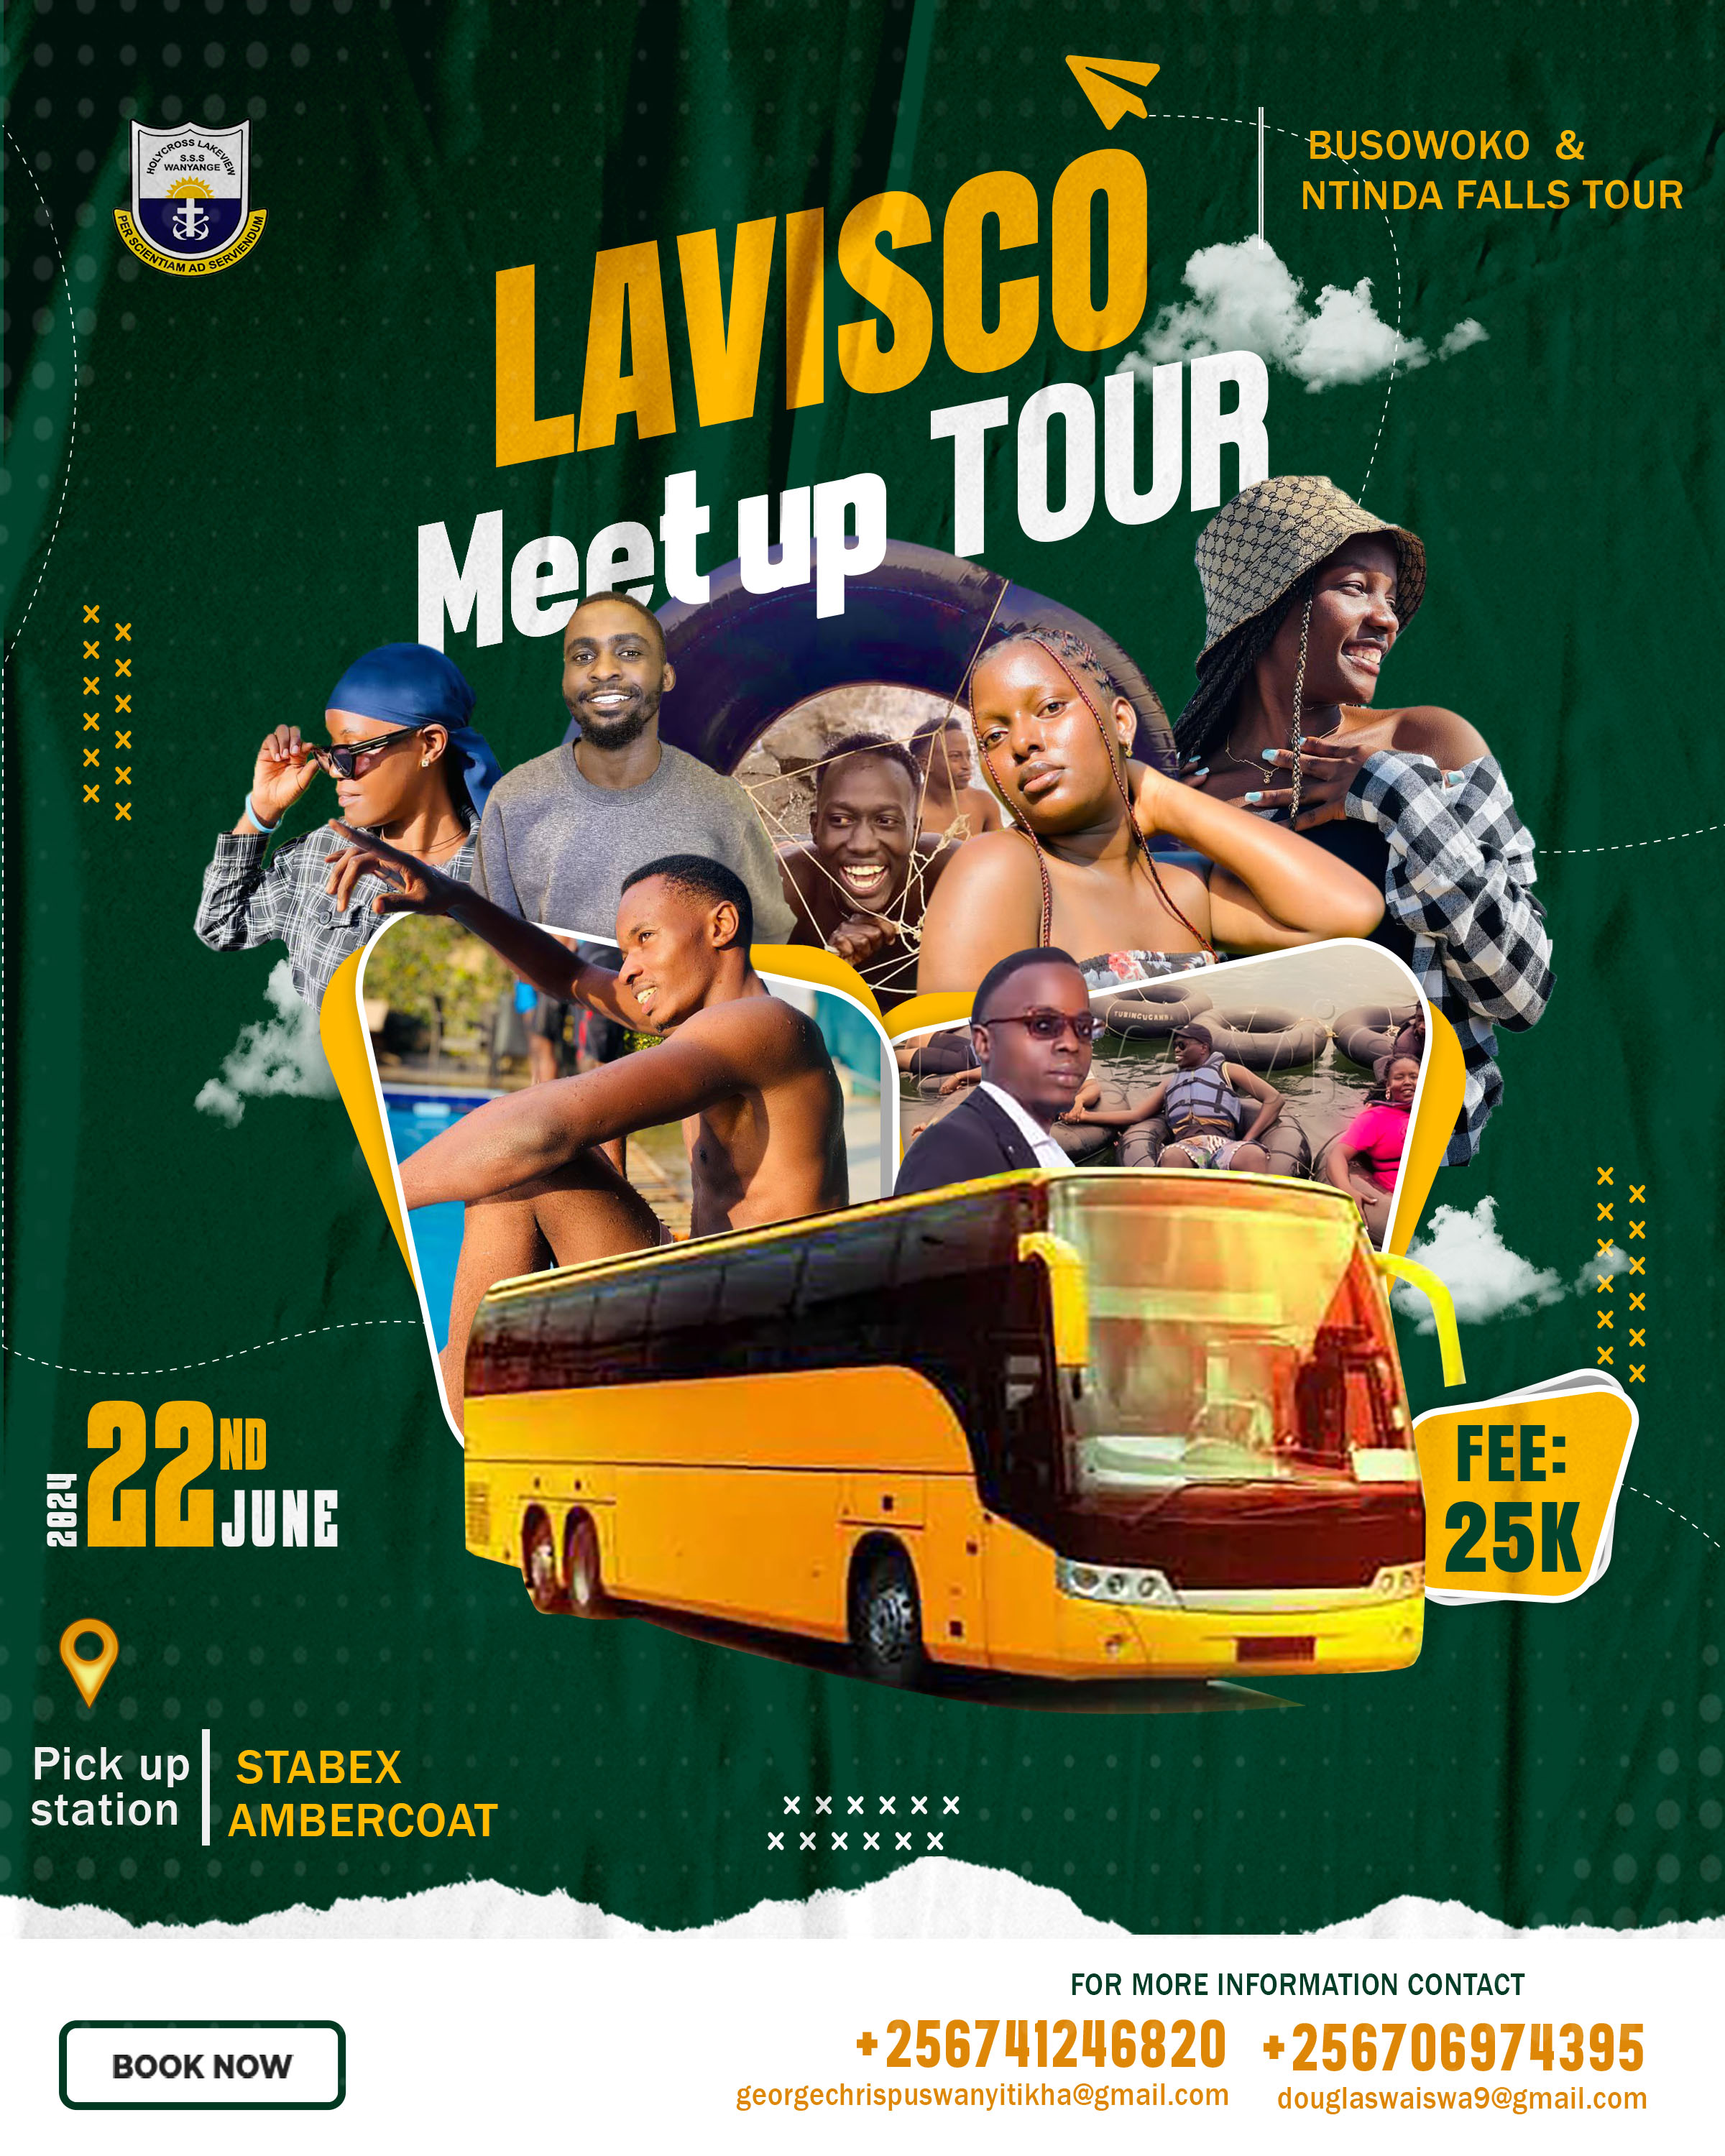 HOLYCROSS LAKEVIEW
S.S.S
WANYANGE
PER SCIENTIAM AD SERVIENDUM
BUSOWOKO &
NTINDA FALLS TOUR
LAVISCO
Meet up TOUR
TUBINGUGANDA
2024
22ND
JUNE
FEE:
25K
Pick up
station
STABEX
AMBERCOAT
FOR MORE INFORMATION CONTACT
+256741246820
georgechrispuswanyitikha@gmail.com
+256706974395
douglaswaiswa9@gmail.com
BOOK NOW